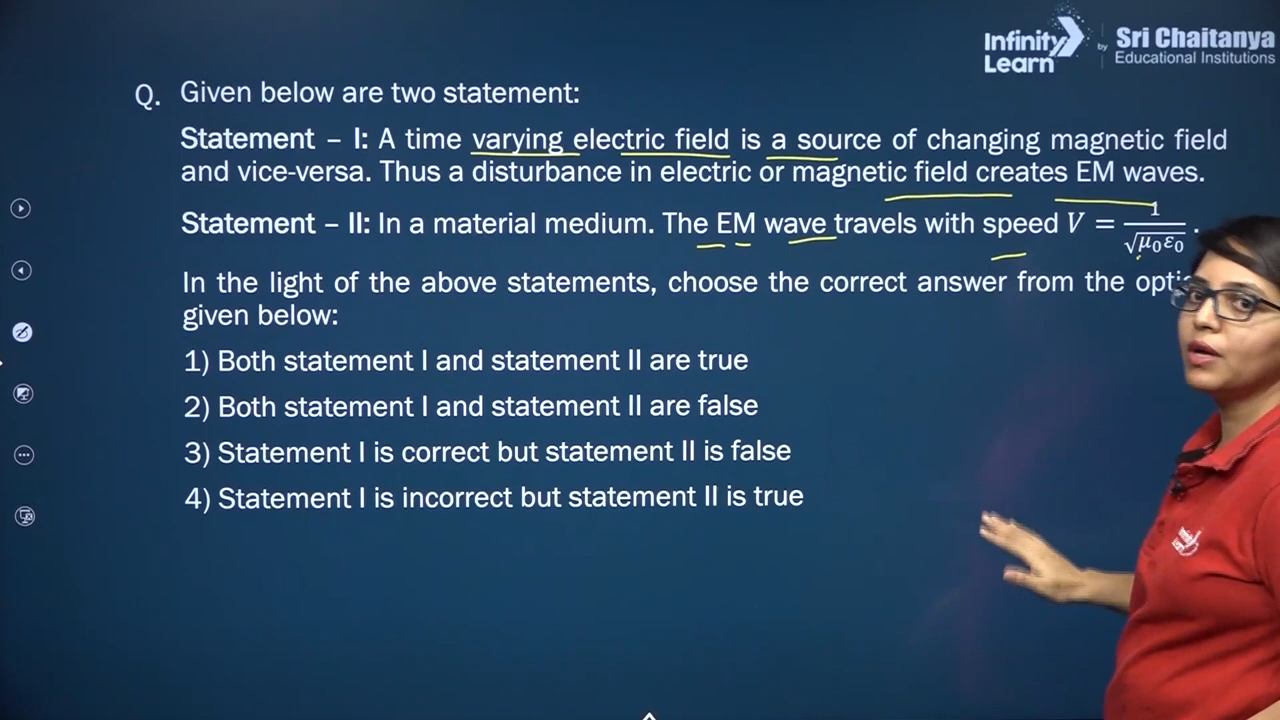 Infinity Learn by Sri Chaitanya Educational Institutions
Q. Given below are two statement:
Statement – I: A time varying electric field is a source of changing magnetic field
and vice-versa. Thus a disturbance in electric or magnetic field creates EM waves.
Statement – II: In a material medium. The EM wave travels with speed V = 1/√μ₀ε₀ .
In the light of the above statements, choose the correct answer from the
given below:
1) Both statement I and statement II are true
2) Both statement I and statement II are false
3) Statement I is correct but statement II is false
4) Statement I is incorrect but statement II is true
Infinity Learn